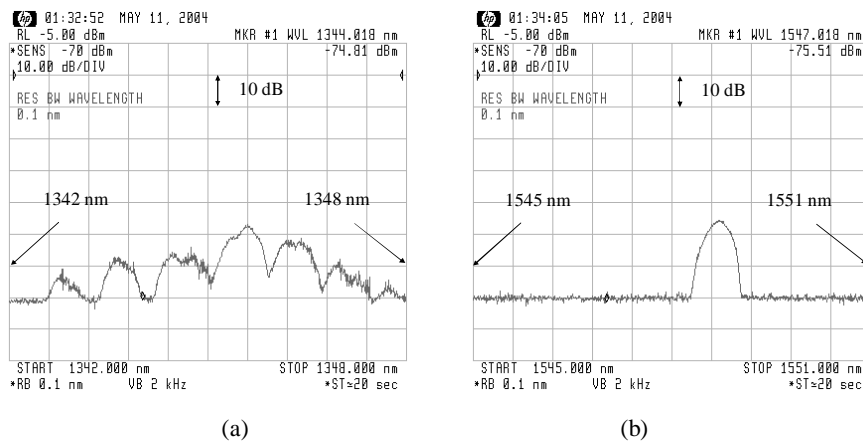 hp 01:32:52 MAY 11, 2004
RL -5.00 dBm MKR #1 WVL 1344.018 nm
*SENS -70 dBm -74.81 dBm
10.00 dB/DIV
10 dB
RES BW WAVELENGTH
0.1 nm
1342 nm 1348 nm
START 1342.000 nm STOP 1348.000 nm
*RB 0.1 nm VB 2 kHz *ST≃20 sec
(a)
hp 01:34:05 MAY 11, 2004
RL -5.00 dBm MKR #1 WVL 1547.018 nm
*SENS -70 dBm -75.51 dBm
10.00 dB/DIV
10 dB
RES BW WAVELENGTH
0.1 nm
1545 nm 1551 nm
START 1545.000 nm STOP 1551.000 nm
*RB 0.1 nm VB 2 kHz *ST≃20 sec
(b)